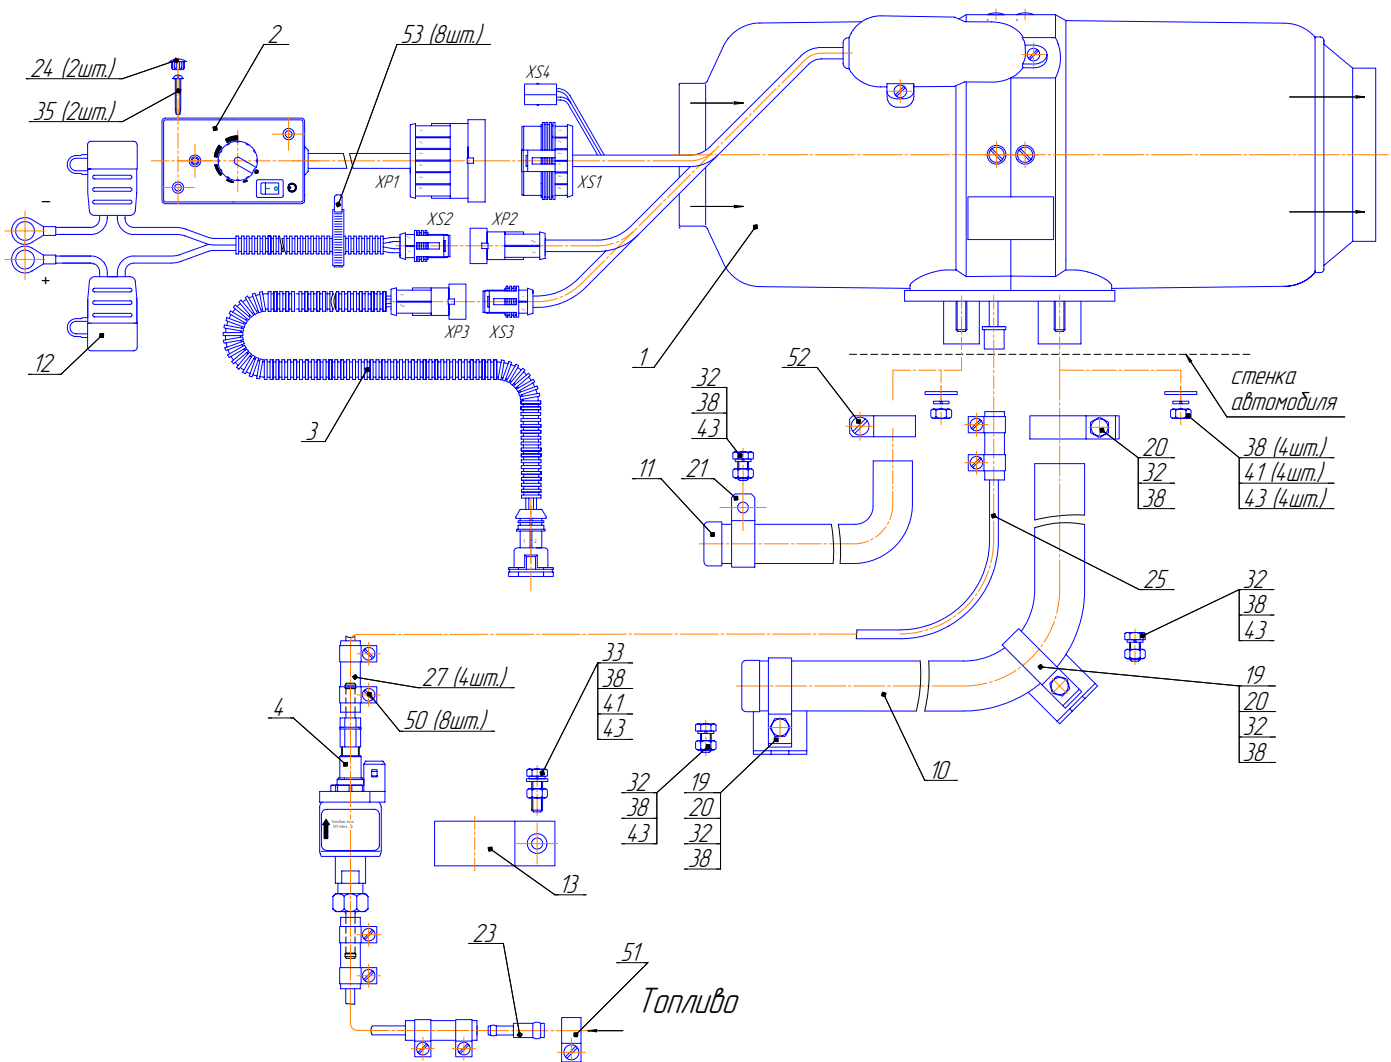 24 (2шт.)
35 (2шт.)
2
53 (8шт.)
XS4
XP1
XS1
XS2
XP2
XP3
XS3
−
+
12
3
1
52
стенка
автомобиля
32
38
43
11
21
20
32
38
38 (4шт.)
41 (4шт.)
43 (4шт.)
25
32
38
43
27 (4шт.)
50 (8шт.)
4
33
38
41
43
19
20
32
38
10
32
38
43
19
20
32
38
13
23
51
Топливо